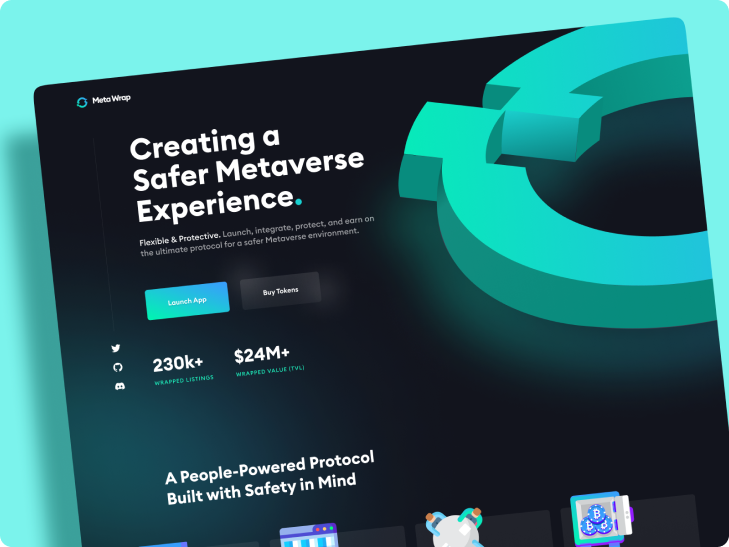 Meta Wrap
Creating a
Safer Metaverse
Experience.
Flexible & Protective. Launch, integrate, protect, and earn on
the ultimate protocol for a safer Metaverse environment.
Launch App
Buy Tokens
230k+
$24M+
WRAPPED LISTINGS
WRAPPED VALUE (TVL)
A People-Powered Protocol
Built with Safety in Mind